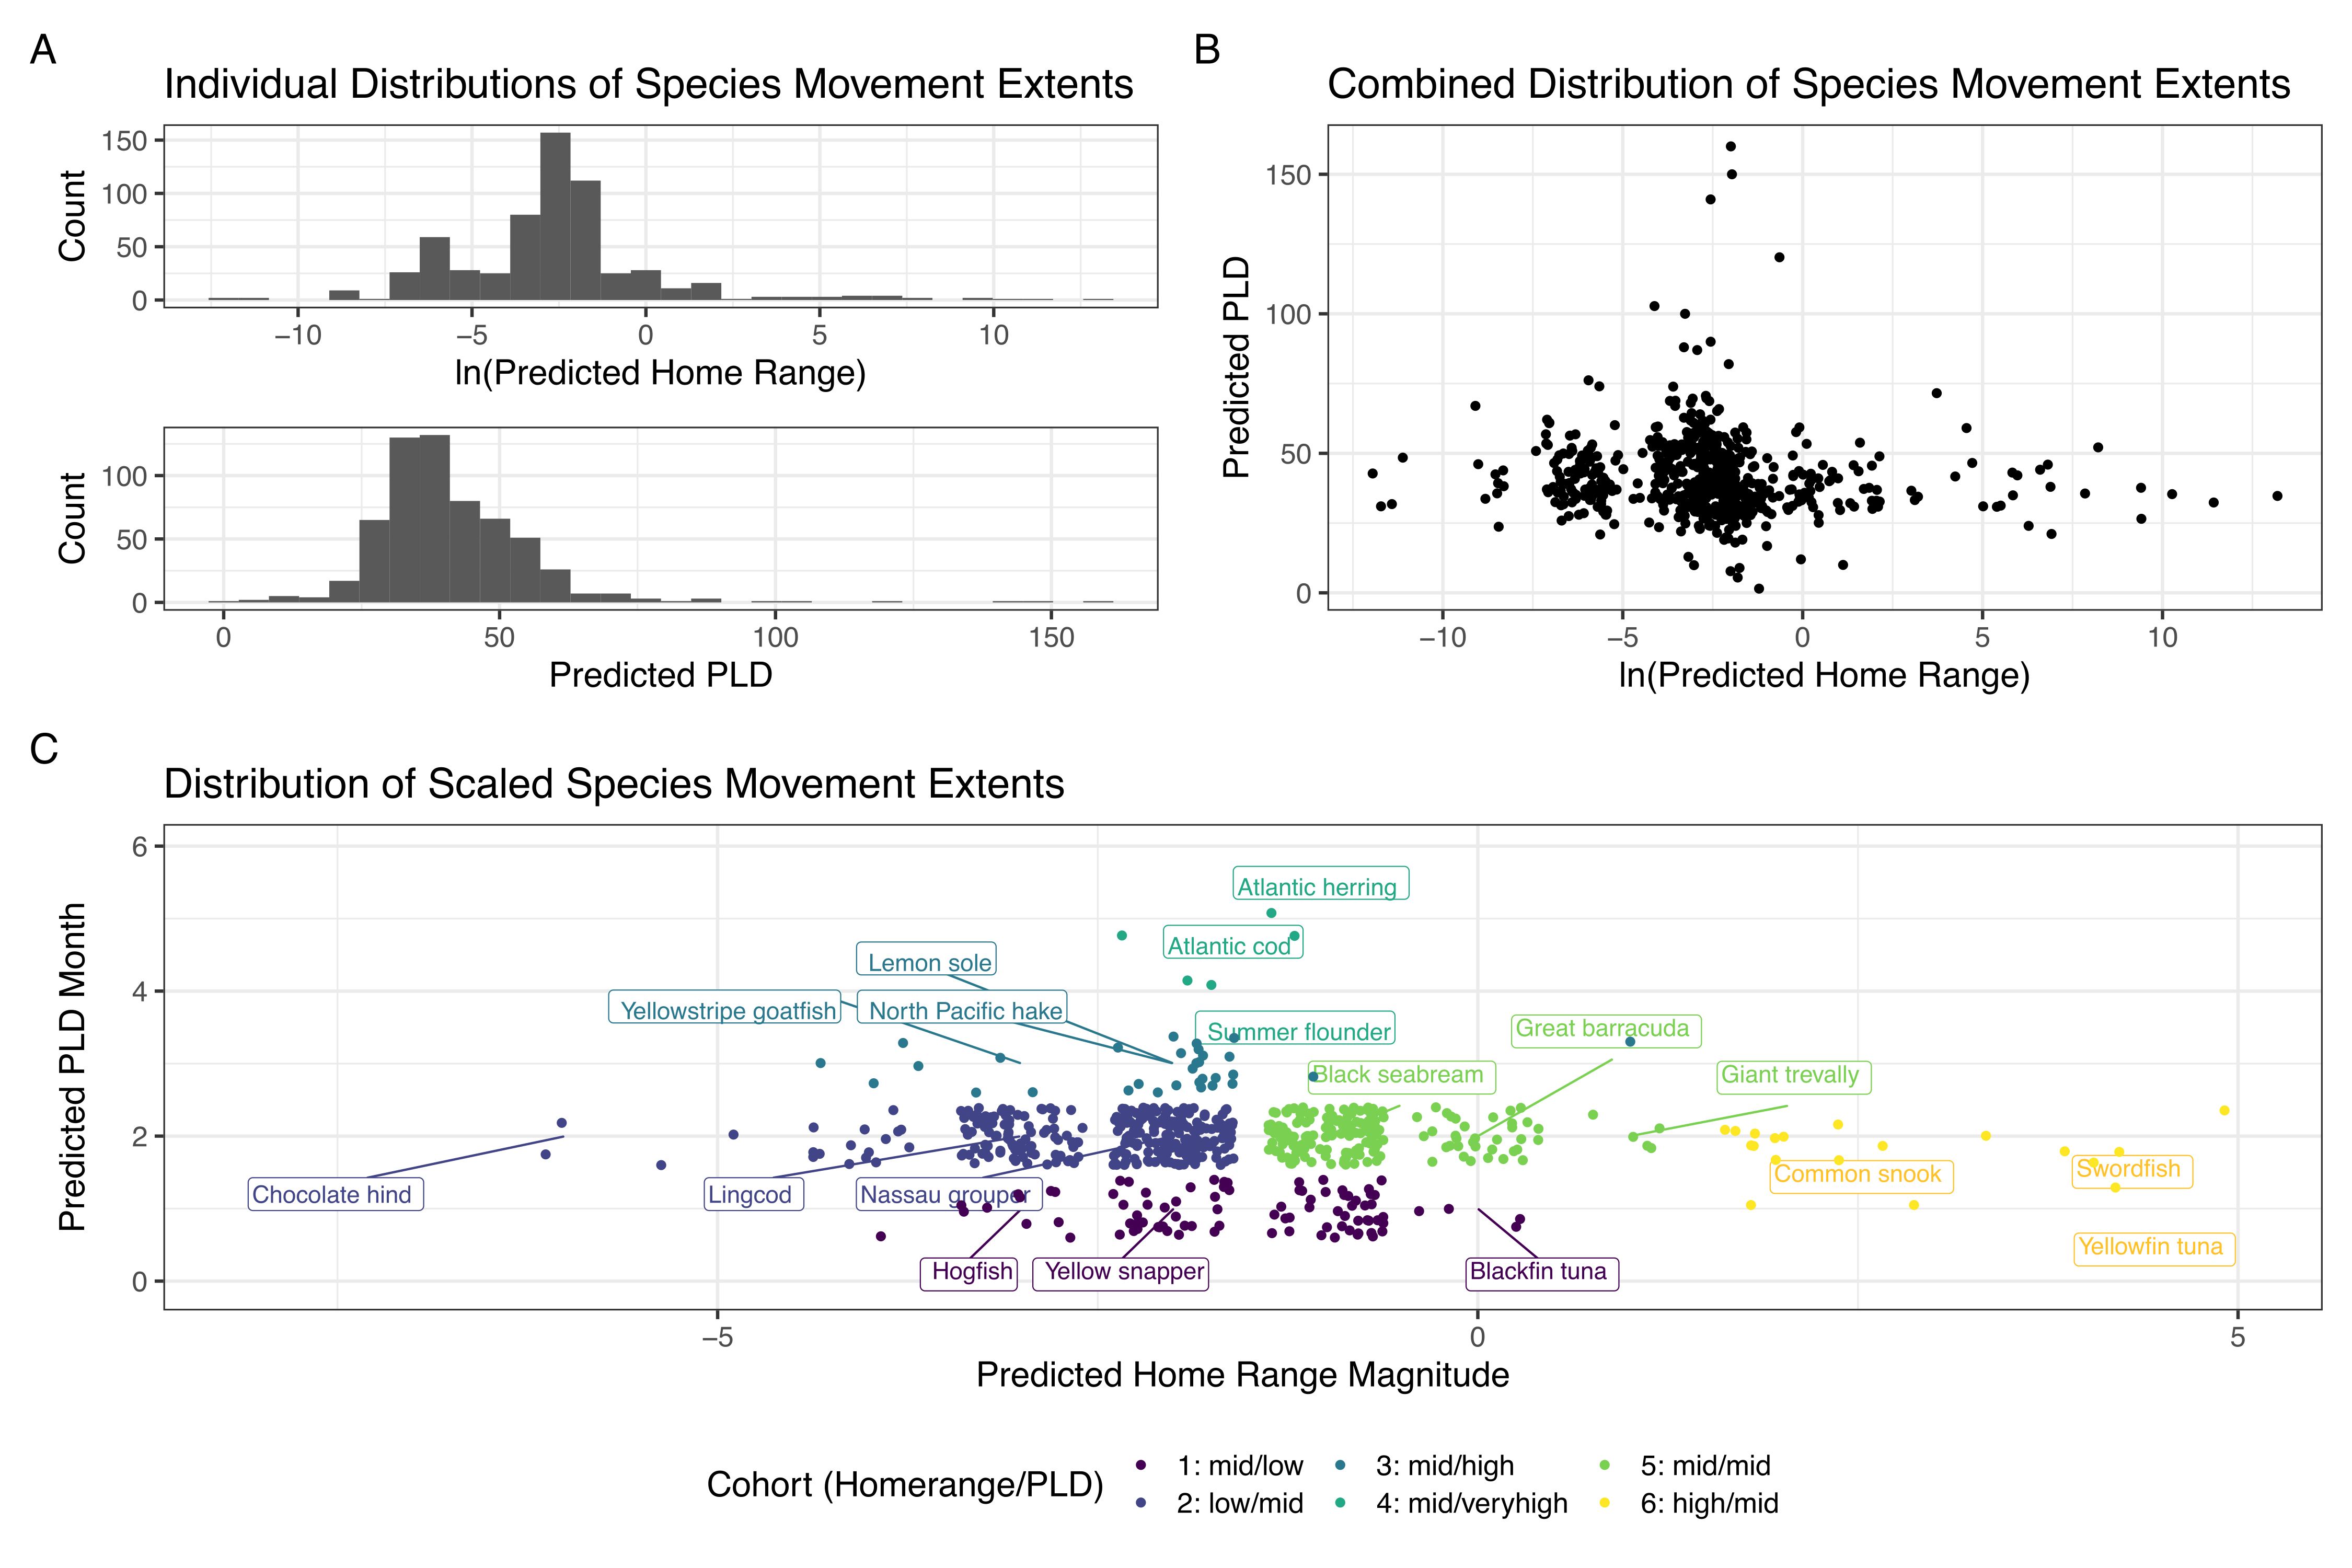 A
Individual Distributions of Species Movement Extents
150
100
50
0
Count
−10
−5
0
5
10
ln(Predicted Home Range)
100
50
0
Count
0
50
100
150
Predicted PLD
B
Combined Distribution of Species Movement Extents
150
100
50
0
Predicted PLD
−10
−5
0
5
10
ln(Predicted Home Range)
C
Distribution of Scaled Species Movement Extents
6
4
2
0
Predicted PLD Month
Atlantic herring
Atlantic cod
Lemon sole
Yellowstripe goatfish
North Pacific hake
Summer flounder
Great barracuda
Black seabream
Giant trevally
Chocolate hind
Lingcod
Nassau grouper
Common snook
Swordfish
Yellowfin tuna
Hogfish
Yellow snapper
Blackfin tuna
−5
0
5
Predicted Home Range Magnitude
Cohort (Homerange/PLD)
1: mid/low
2: low/mid
3: mid/high
4: mid/veryhigh
5: mid/mid
6: high/mid